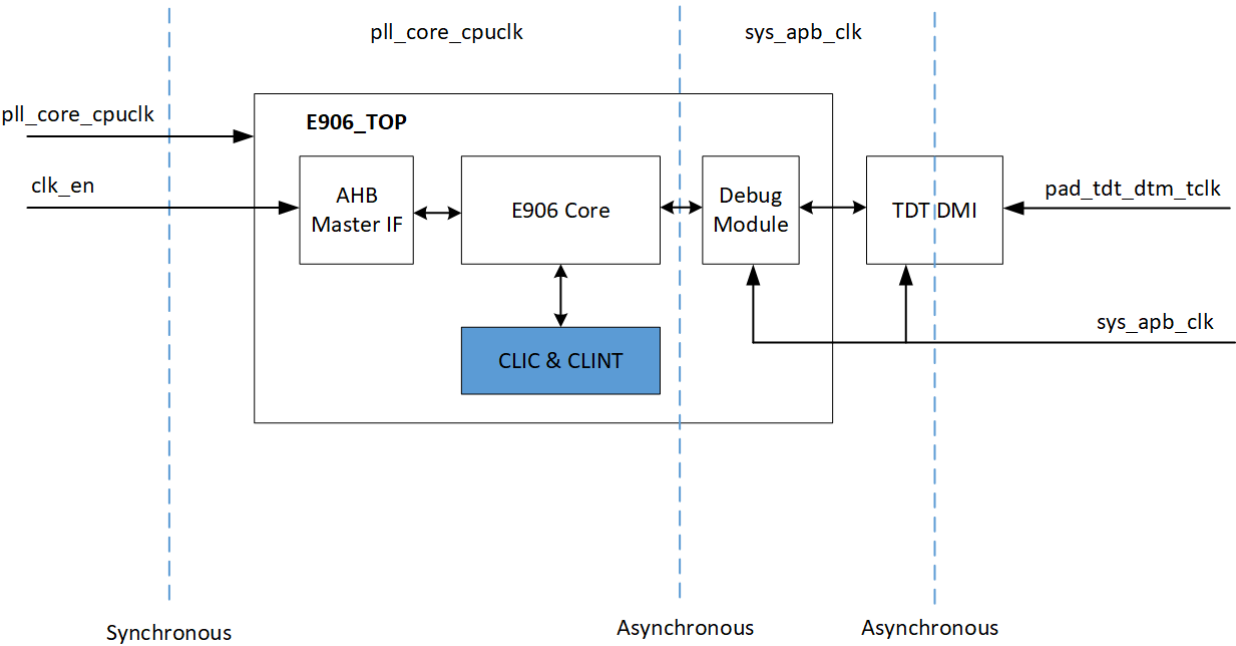 pll_core_cpuclk
sys_apb_clk
pll_core_cpuclk
E906_TOP
clk_en
AHB
Master IF
E906 Core
Debug
Module
TDT DMI
pad_tdt_dtm_tclk
sys_apb_clk
CLIC & CLINT
Synchronous
Asynchronous
Asynchronous